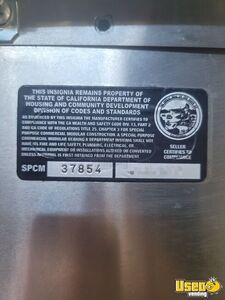 THIS INSIGNIA REMAINS PROPERTY OF
THE STATE OF CALIFORNIA DEPARTMENT OF
HOUSING AND COMMUNITY DEVELOPMENT
DIVISION OF CODES AND STANDARDS
AS EVIDENCED BY THIS INSIGNIA THE MANUFACTURER CERTIFIES TO
COMPLIANCE WITH THE CA HEALTH AND SAFETY CODE DIV. 13, PART 2
AND CA CODE OF REGULATIONS TITLE 25, CHAPTER 3 FOR SPECIAL
PURPOSE COMMERCIAL MODULAR CONSTRUCTION. A SPECIAL PURPOSE
COMMERCIAL MODULAR BEARING A DEPARTMENT INSIGNIA SHALL NOT
HAVE ITS FIRE AND LIFE SAFETY, PLUMBING, ELECTRICAL, OR
MECHANICAL EQUIPMENT OR INSTALLATIONS ALTERED OR CONVERTED
UNLESS APPROVAL IS FIRST OBTAINED FROM THE DEPARTMENT
SELLER
CERTIFIES TO
COMPLIANCE
SPCM 37854
Used
vending